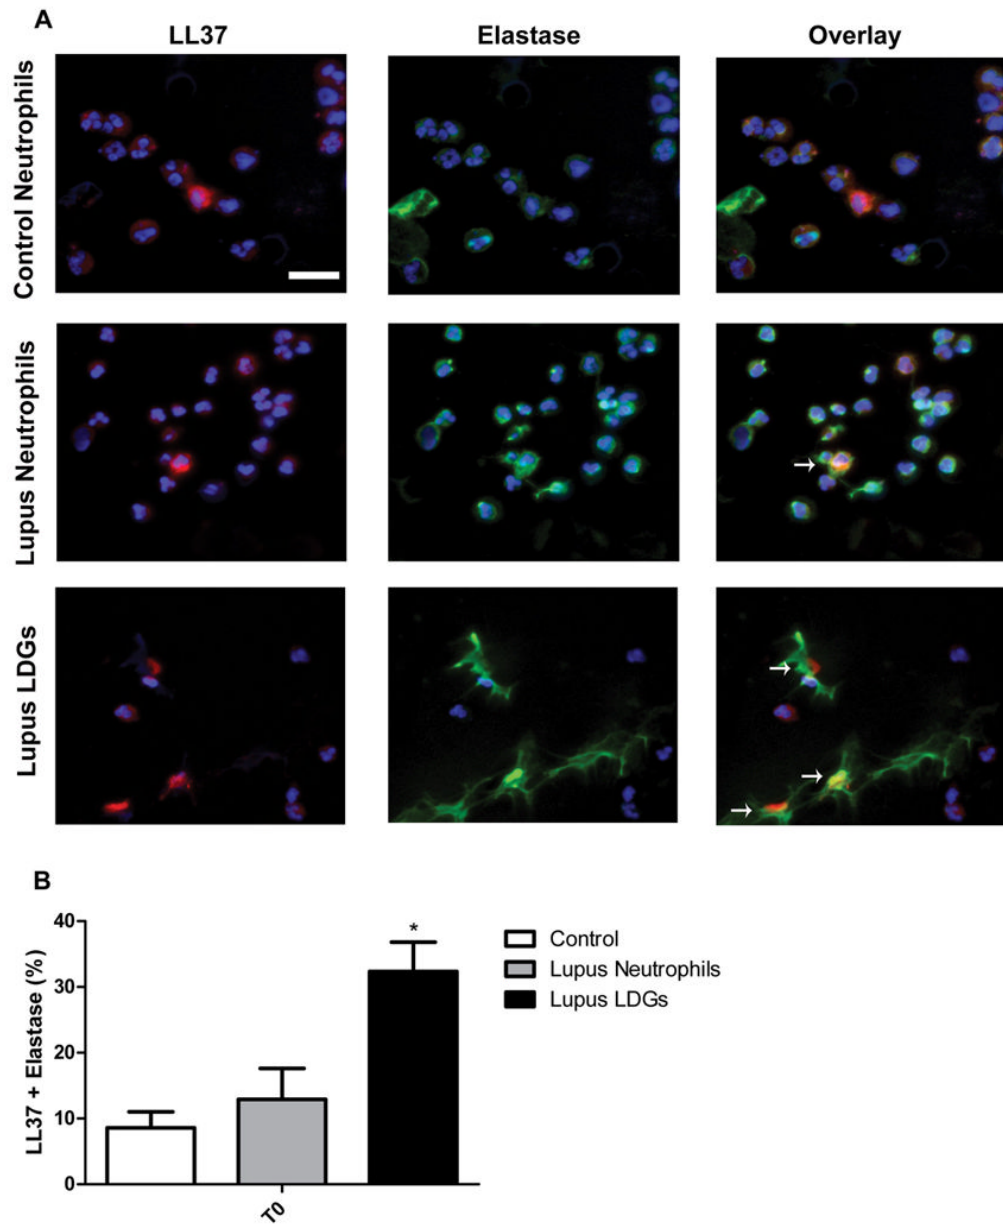 A
LL37
Elastase
Overlay
Control Neutrophils
Lupus Neutrophils
Lupus LDGs
B
LL37 + Elastase (%)
40
30
20
10
0
*
T0
Control
Lupus Neutrophils
Lupus LDGs